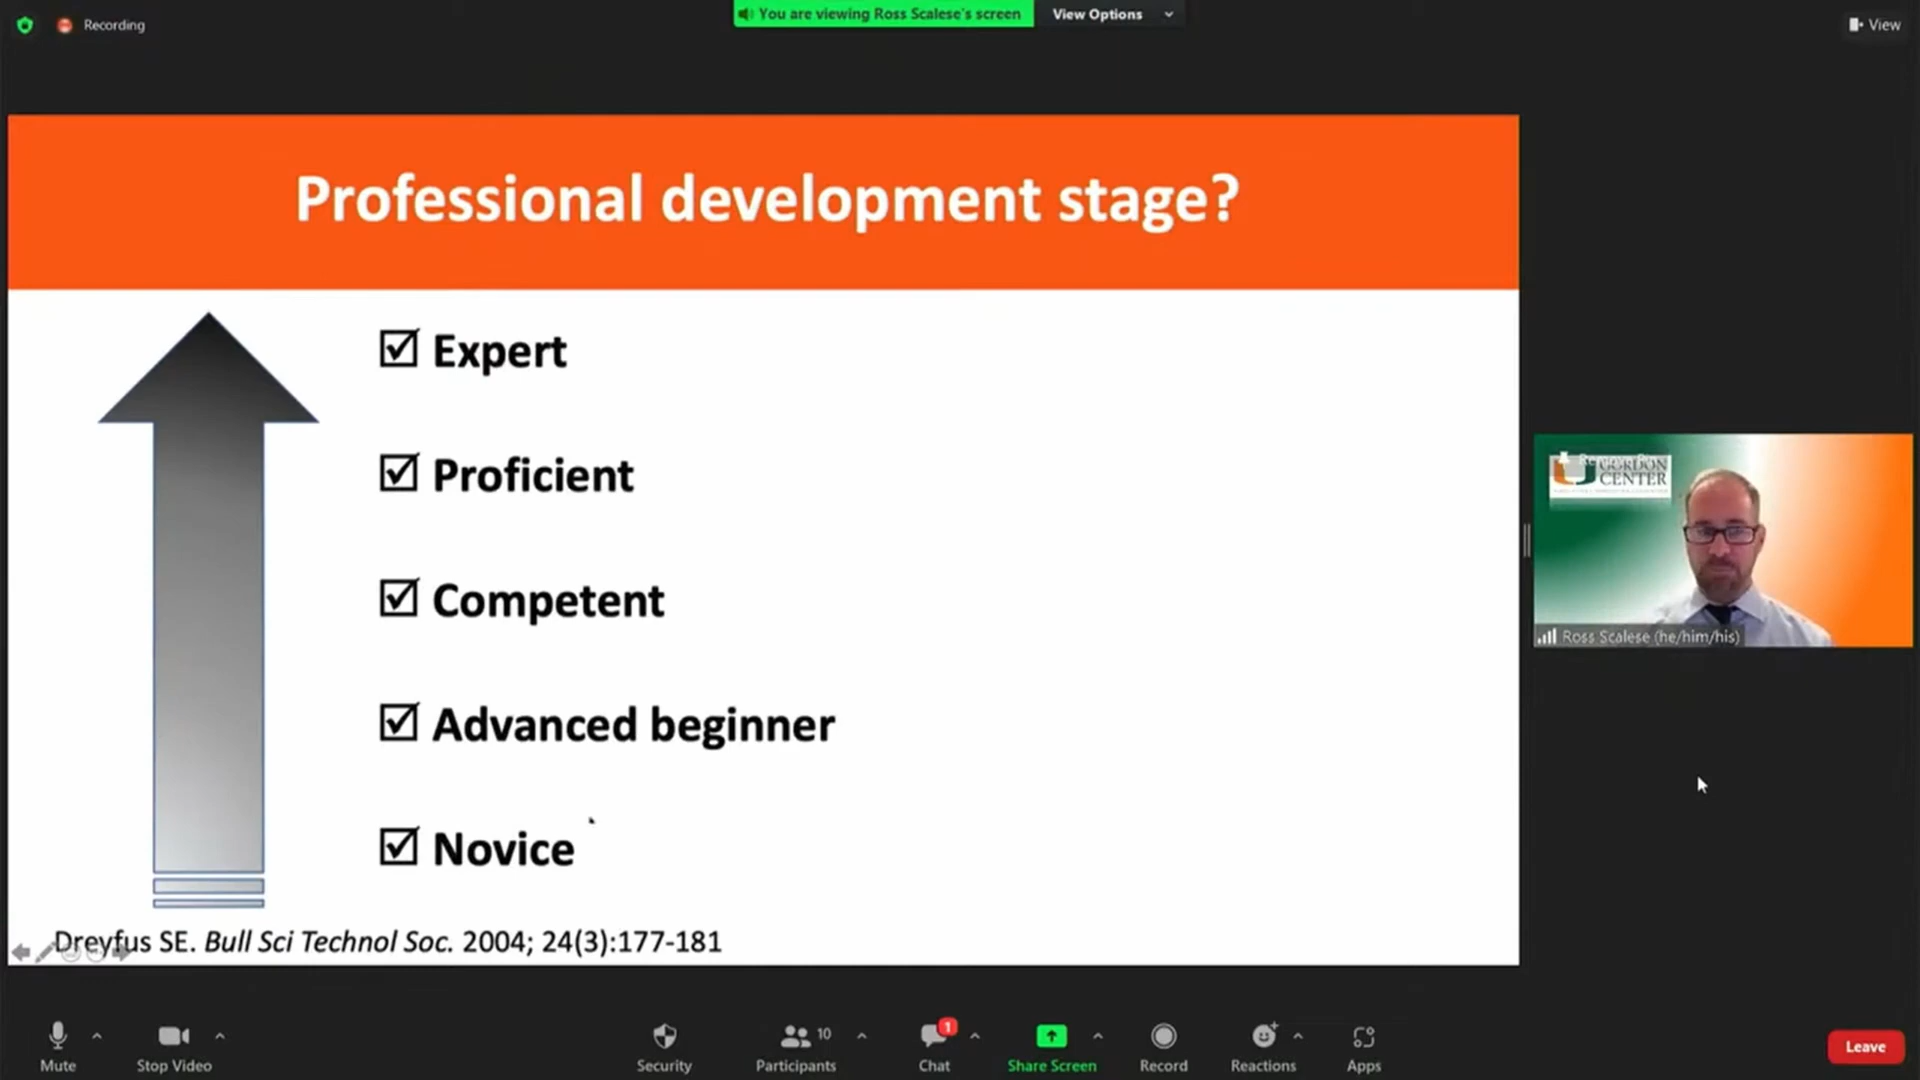 Recording
You are viewing Ross Scalese's screen
View Options
View
Professional development stage?
Expert
Proficient
Competent
Advanced beginner
Novice
Dreyfus SE. Bull Sci Technol Soc. 2004; 24(3):177-181
GORDON
CENTER
Ross Scalese (he/him/his)
Mute
Stop Video
Security
10
Participants
1
Chat
Share Screen
Record
Reactions
Apps
Leave